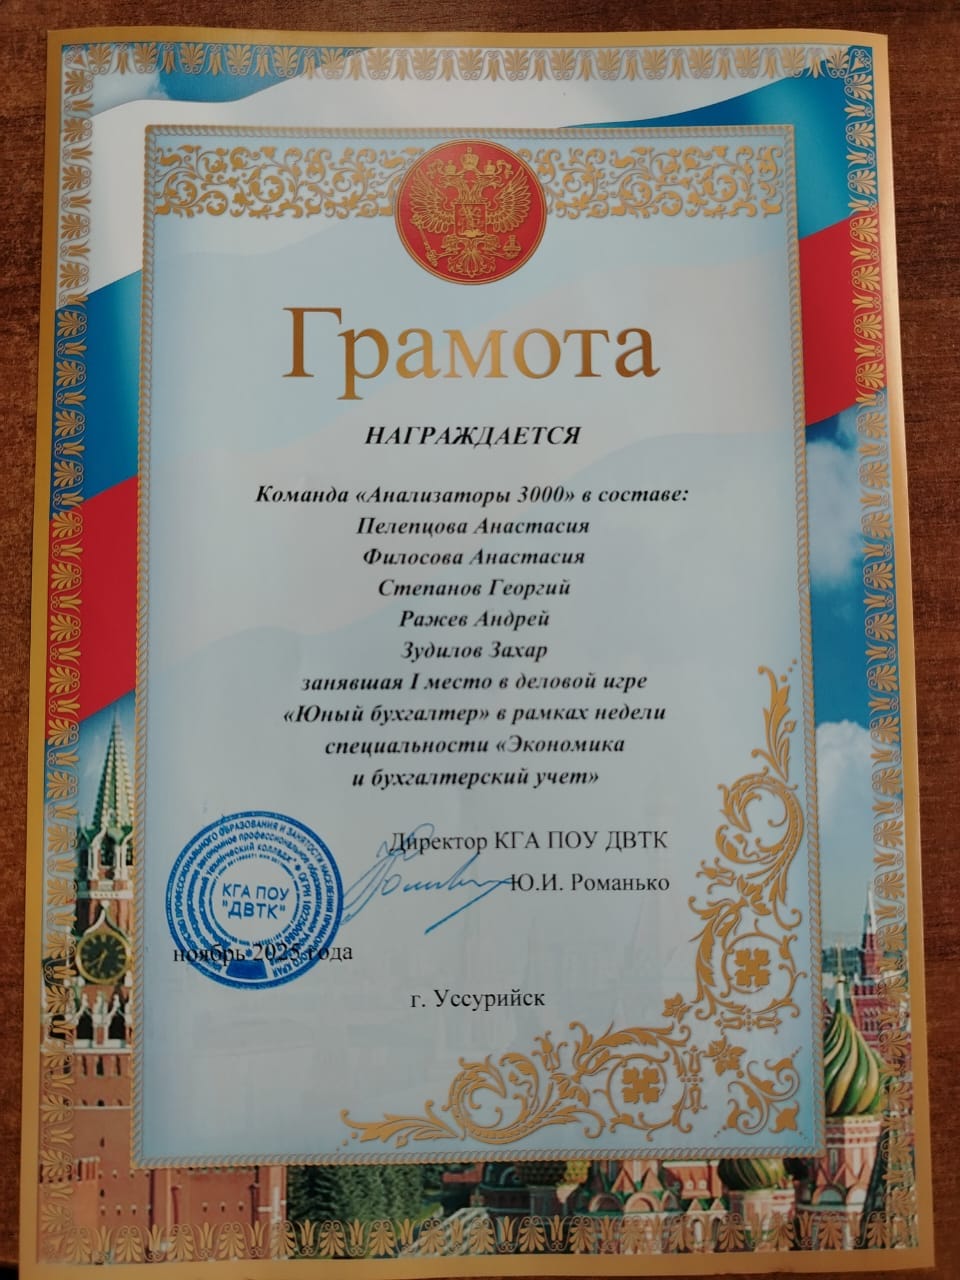 Грамота
НАГРАЖДАЕТСЯ
Команда «Анализаторы 3000» в составе:
Пелепцова Анастасия
Филосова Анастасия
Степанов Георгий
Ражев Андрей
Зудилов Захар
занявшая I место в деловой игре
«Юный бухгалтер» в рамках недели
специальности «Экономика
и бухгалтерский учет»
Директор КГА ПОУ ДВТК
Ю.И. Романько
КГА ПОУ
"ДВТК"
ноябрь 2025 года
г. Уссурийск